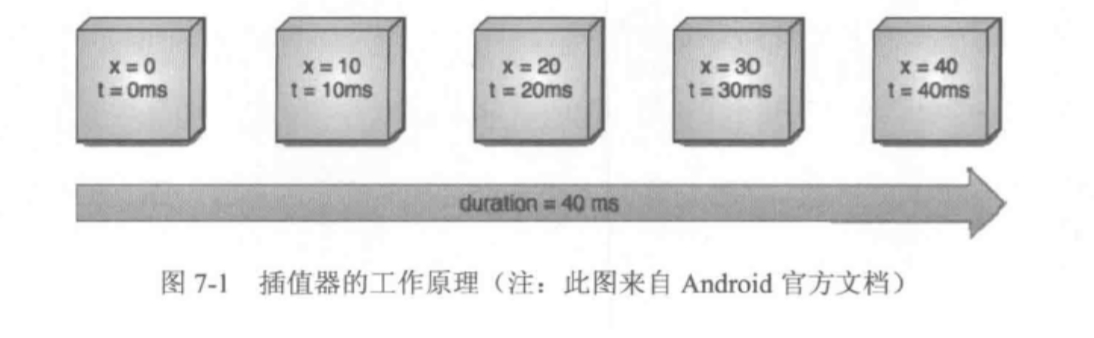 x = 0
t = 0ms
x = 10
t = 10ms
x = 20
t = 20ms
x = 30
t = 30ms
x = 40
t = 40ms
duration = 40 ms
图 7-1 插值器的工作原理（注：此图来自 Android 官方文档）